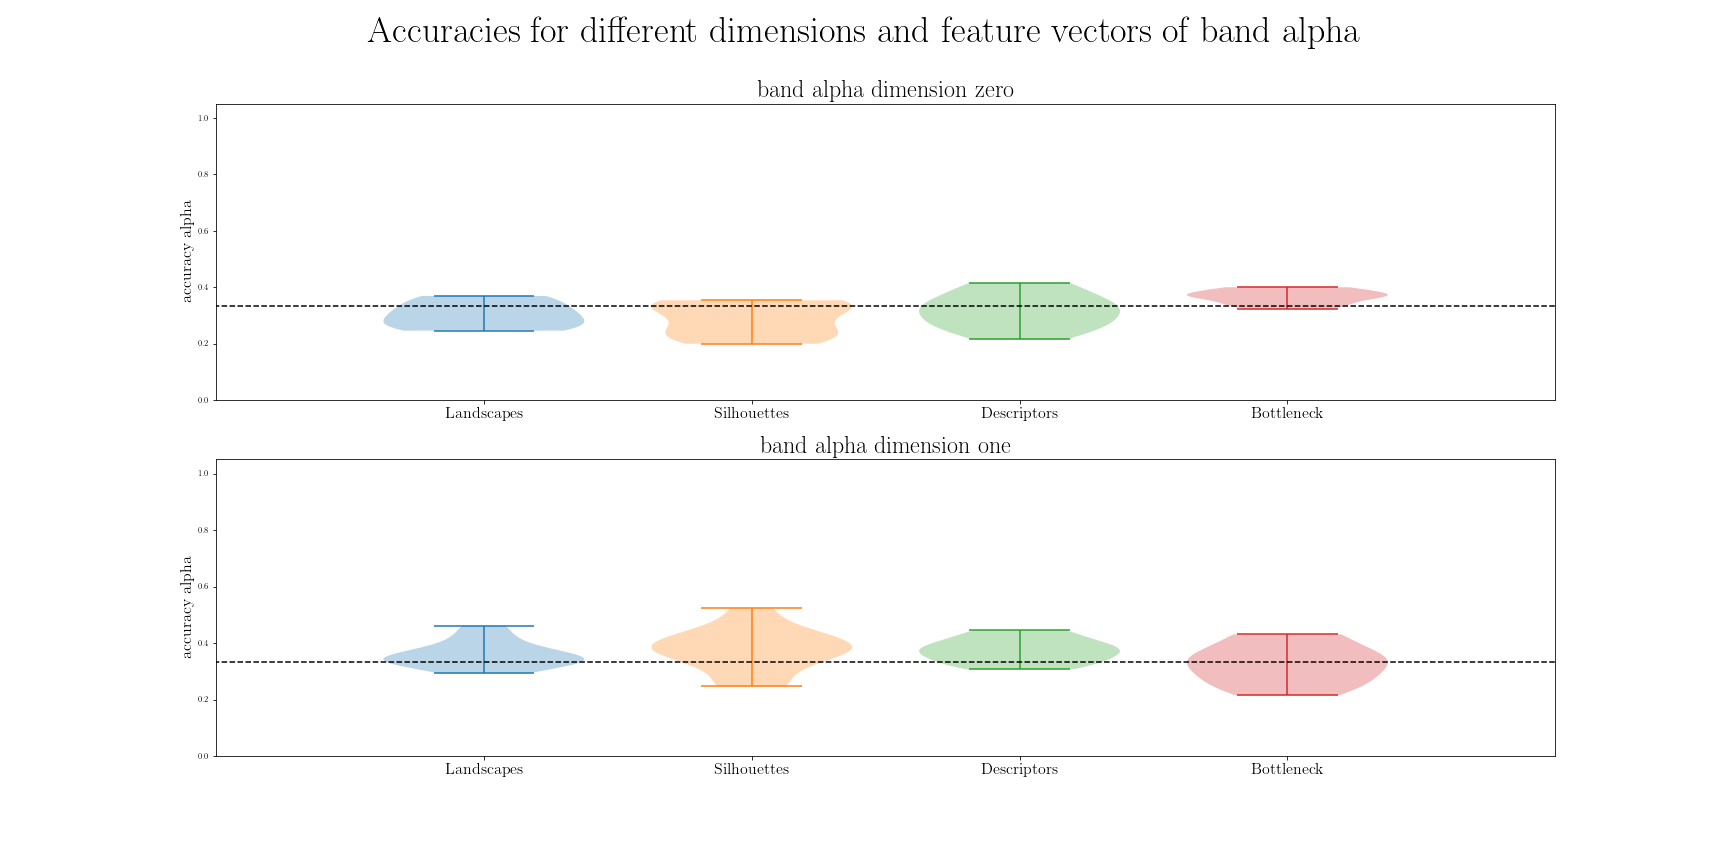 Accuracies for different dimensions and feature vectors of band alpha
band alpha dimension zero
1.0
0.8
0.6
0.4
0.2
0.0
accuracy alpha
Landscapes Silhouettes Descriptors Bottleneck
band alpha dimension one
1.0
0.8
0.6
0.4
0.2
0.0
accuracy alpha
Landscapes Silhouettes Descriptors Bottleneck